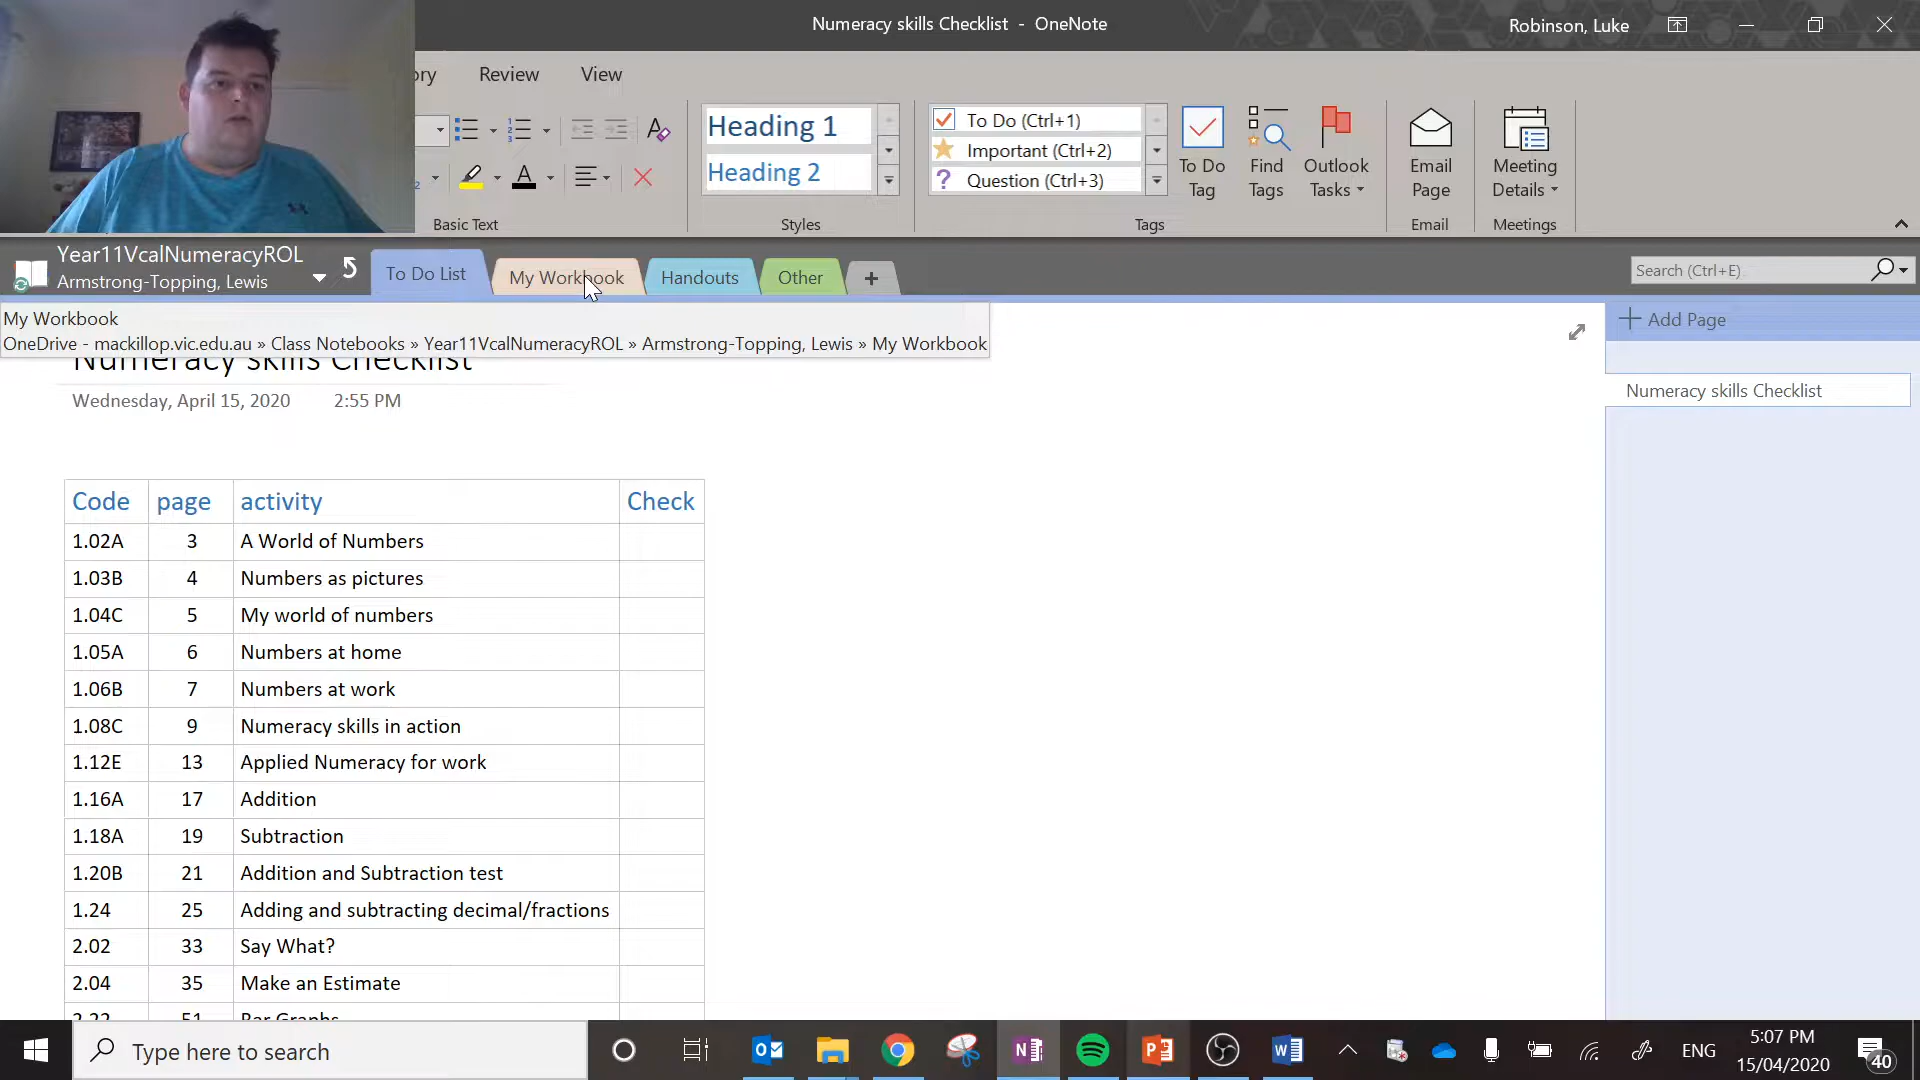 Numeracy skills Checklist - OneNote
Robinson, Luke
ory
Review
View
Heading 1
Heading 2
To Do (Ctrl+1)
Important (Ctrl+2)
Question (Ctrl+3)
To Do
Tag
Find
Tags
Outlook
Tasks
Email
Page
Meeting
Details
Basic Text
Styles
Tags
Email
Meetings
Year11VcalNumeracyROL
Armstrong-Topping, Lewis
To Do List
My Workbook
Handouts
Other
Search (Ctrl+E)
My Workbook
OneDrive - mackillop.vic.edu.au » Class Notebooks » Year11VcalNumeracyROL » Armstrong-Topping, Lewis » My Workbook
Add Page
Numeracy skills Checklist
Numeracy skills Checklist
Wednesday, April 15, 2020 2:55 PM
Code page activity Check
1.02A 3 A World of Numbers
1.03B 4 Numbers as pictures
1.04C 5 My world of numbers
1.05A 6 Numbers at home
1.06B 7 Numbers at work
1.08C 9 Numeracy skills in action
1.12E 13 Applied Numeracy for work
1.16A 17 Addition
1.18A 19 Subtraction
1.20B 21 Addition and Subtraction test
1.24 25 Adding and subtracting decimal/fractions
2.02 33 Say What?
2.04 35 Make an Estimate
2.22 51 Bar Graphs
Type here to search
ENG
5:07 PM
15/04/2020
40